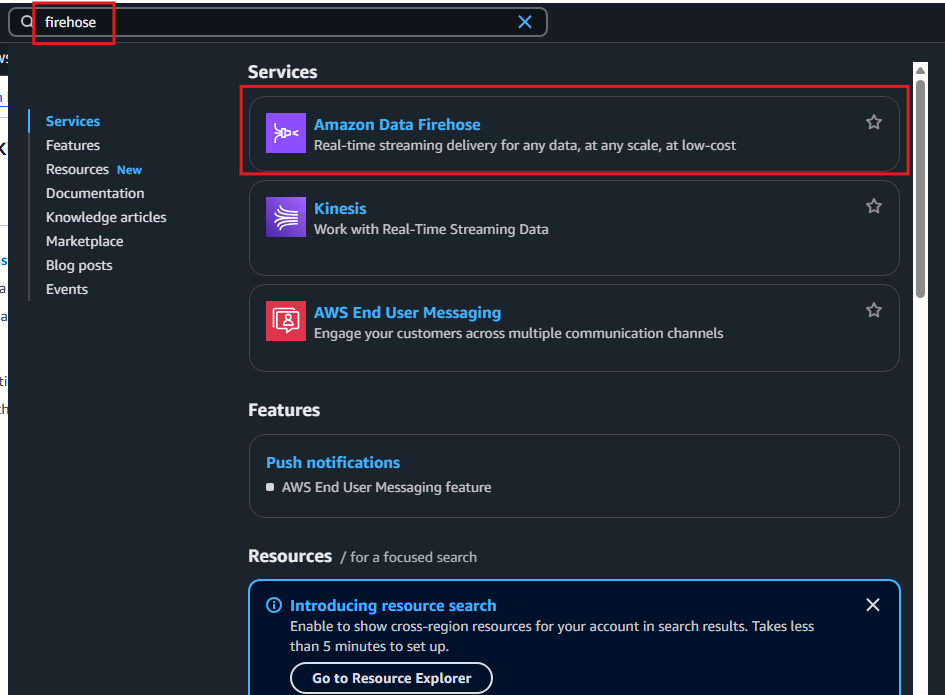 firehose
Services
Features
Resources New
Documentation
Knowledge articles
Marketplace
Blog posts
Events
Services
Amazon Data Firehose
Real-time streaming delivery for any data, at any scale, at low-cost
Kinesis
Work with Real-Time Streaming Data
AWS End User Messaging
Engage your customers across multiple communication channels
Features
Push notifications
AWS End User Messaging feature
Resources / for a focused search
Introducing resource search
Enable to show cross-region resources for your account in search results. Takes less
than 5 minutes to set up.
Go to Resource Explorer